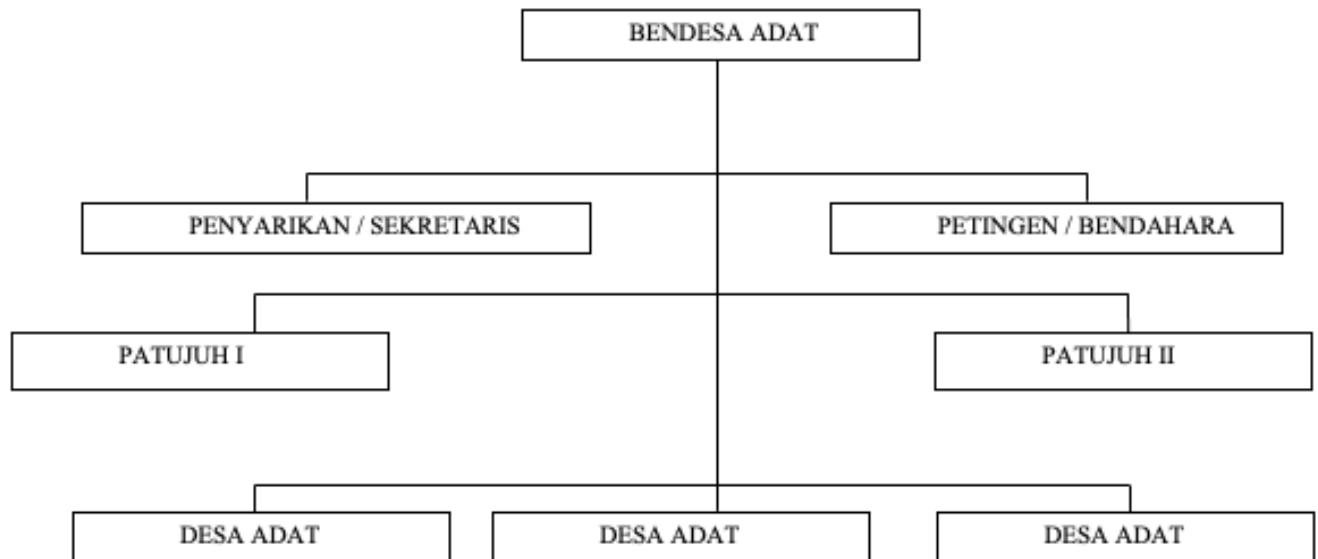 BENDESA ADAT
PENYARIKAN / SEKRETARIS
PETINGEN / BENDAHARA
PATUJUH I
PATUJUH II
DESA ADAT
DESA ADAT
DESA ADAT